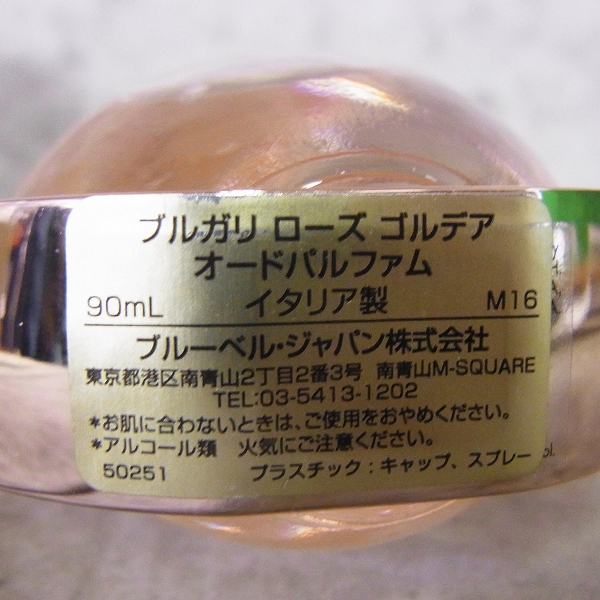 ブルガリ ローズ ゴルデア
オードパルファム
90mL イタリア製 M16
ブルーベル・ジャパン株式会社
東京都港区南青山2丁目2番3号 南青山M-SQUARE
TEL:03-5413-1202
*お肌に合わないときは、ご使用をおやめください。
*アルコール類 火気にご注意ください。
50251 プラスチック:キャップ、スプレー